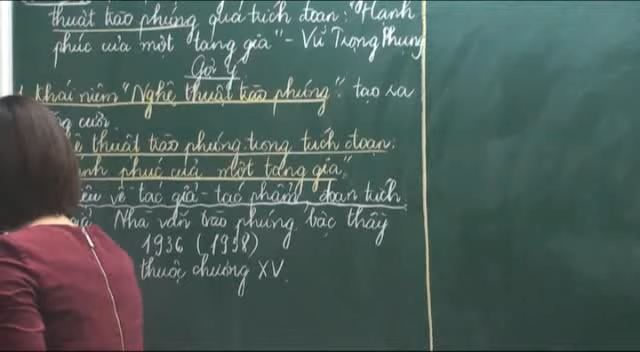 thuật trào phúng qua trích đoạn: "Hạnh
phúc của một tang gia" - Vũ Trọng Phụng
Gợi ý
Khái niệm "Nghệ thuật trào phúng": tạo ra
cười
thuật trào phúng trong trích đoạn:
phúc của một tang gia"
về tác giả - tác phẩm, đoạn trích
Nhà văn trào phúng bậc thầy
1936 (1938)
thuộc chương XV.